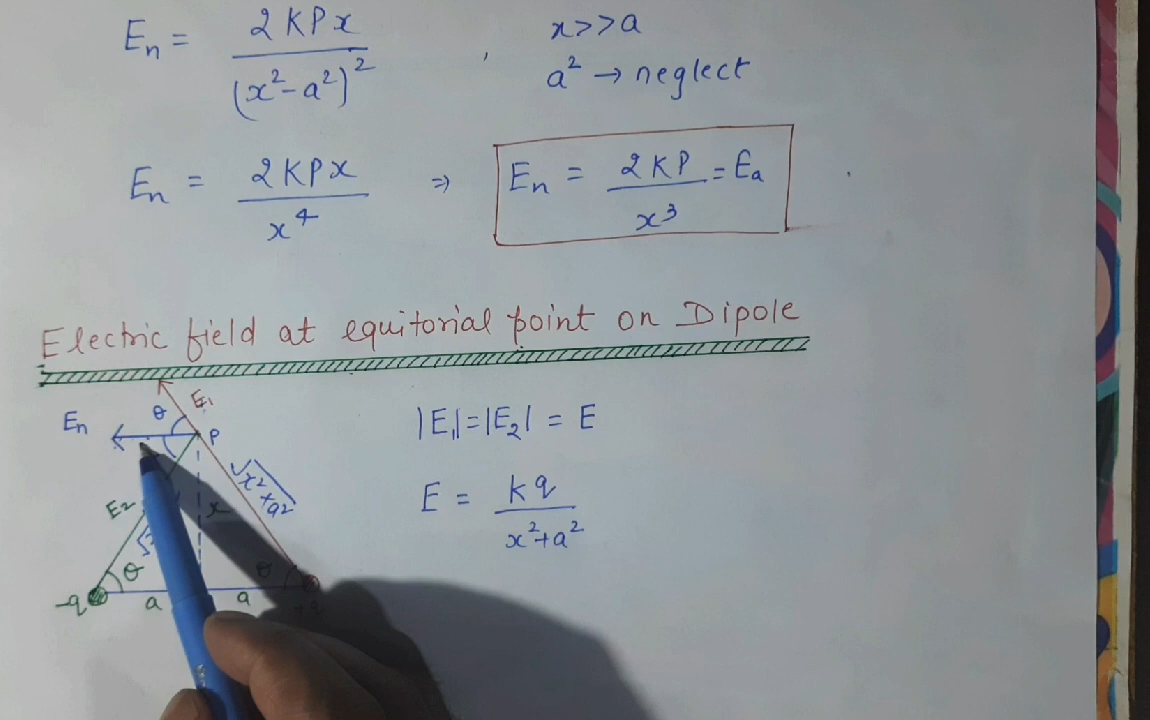 En = 2KPx / (x² - a²)² , x>>a
a² → neglect
En = 2KPx / x⁴ ⇒ En = 2KP / x³ = Ea
Electric field at equitorial point on Dipole
θ E₁
En
P
√x²+a²
E₂ x
θ θ
-q a a
|E₁| = |E₂| = E
E = kq / x²+a²